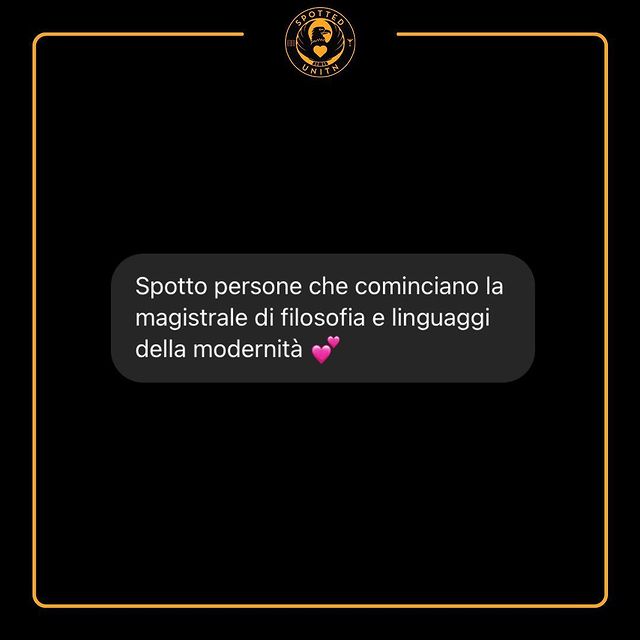 SPOTTED
UNITN
Spotto persone che cominciano la
magistrale di filosofia e linguaggi
della modernità 💕